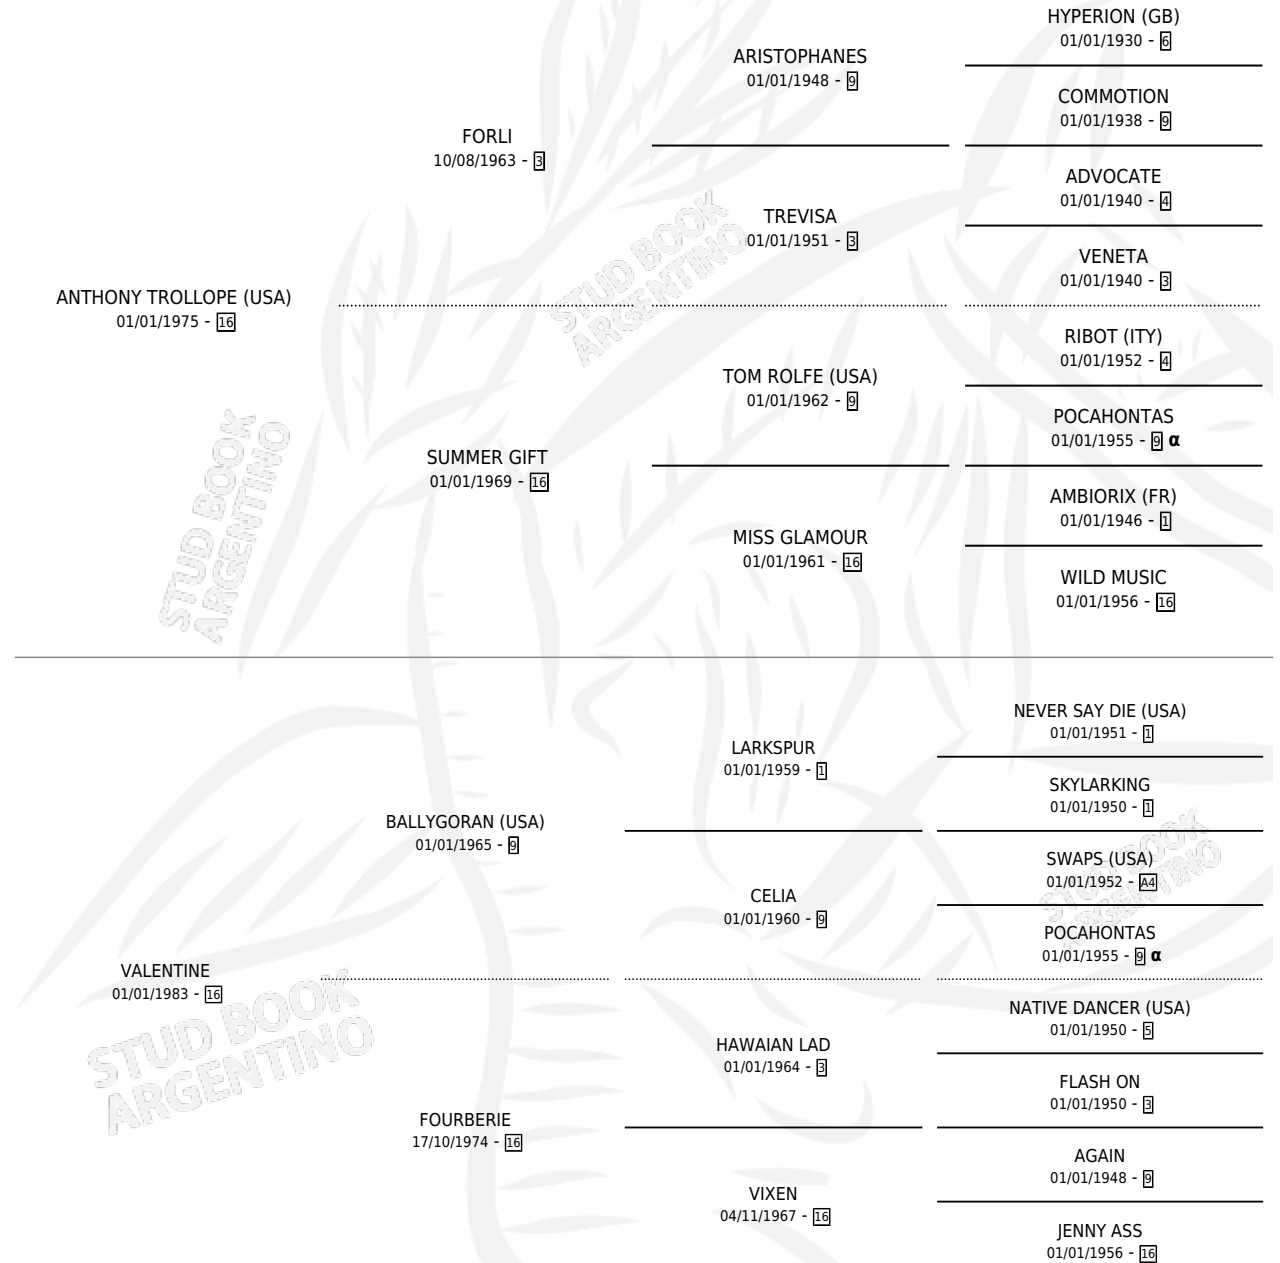 HYPERION (GB)
01/01/1930 - 6
ARISTOPHANES
01/01/1948 - 9
COMMOTION
01/01/1938 - 9
FORLI
10/08/1963 - 3
ADVOCATE
01/01/1940 - 4
TREVISA
01/01/1951 - 3
VENETA
01/01/1940 - 3
ANTHONY TROLLOPE (USA)
01/01/1975 - 16
RIBOT (ITY)
01/01/1952 - 4
TOM ROLFE (USA)
01/01/1962 - 9
POCAHONTAS
01/01/1955 - 9 α
SUMMER GIFT
01/01/1969 - 16
AMBIORIX (FR)
01/01/1946 - 1
MISS GLAMOUR
01/01/1961 - 16
WILD MUSIC
01/01/1956 - 16
NEVER SAY DIE (USA)
01/01/1951 - 1
LARKSPUR
01/01/1959 - 1
SKYLARKING
01/01/1950 - 1
BALLYGORAN (USA)
01/01/1965 - 9
SWAPS (USA)
01/01/1952 - A4
CELIA
01/01/1960 - 9
POCAHONTAS
01/01/1955 - 9 α
VALENTINE
01/01/1983 - 16
NATIVE DANCER (USA)
01/01/1950 - 5
HAWAIAN LAD
01/01/1964 - 3
FLASH ON
01/01/1950 - 3
FOURBERIE
17/10/1974 - 16
AGAIN
01/01/1948 - 9
VIXEN
04/11/1967 - 16
JENNY ASS
01/01/1956 - 16
STUD BOOK
ARGENTINO
STUD BOOK
ARGENTINO
STUD BOOK
ARGENTINO
STUD BOOK
ARGENTINO